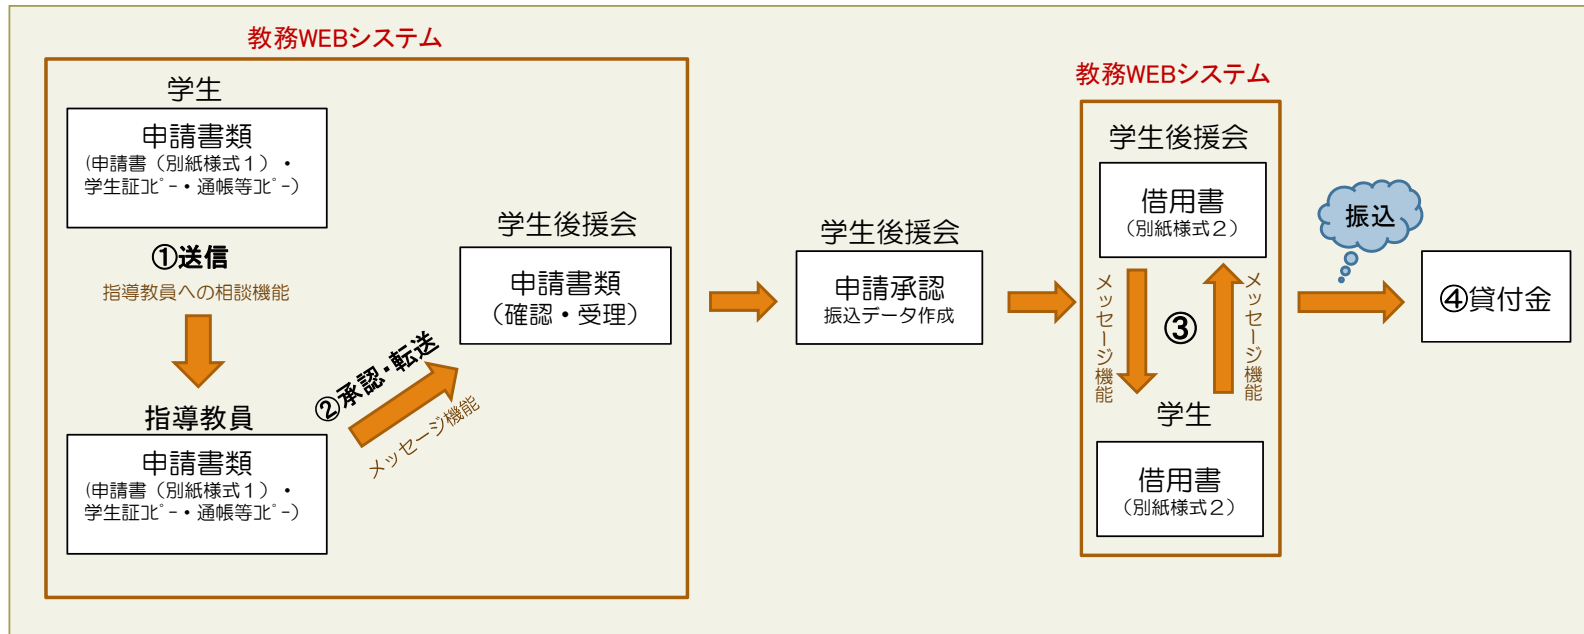 教務WEBシステム
学生
申請書類
(申請書（別紙様式１）・
学生証ｺﾋﾟｰ・通帳等ｺﾋﾟｰ)
①送信
指導教員への相談機能
指導教員
申請書類
(申請書（別紙様式１）・
学生証ｺﾋﾟｰ・通帳等ｺﾋﾟｰ)
②承認・転送
メッセージ機能
学生後援会
申請書類
（確認・受理）
学生後援会
申請承認
振込データ作成
教務WEBシステム
学生後援会
借用書
（別紙様式２）
メッセージ機能
③
メッセージ機能
学生
借用書
（別紙様式２）
振込
④貸付金